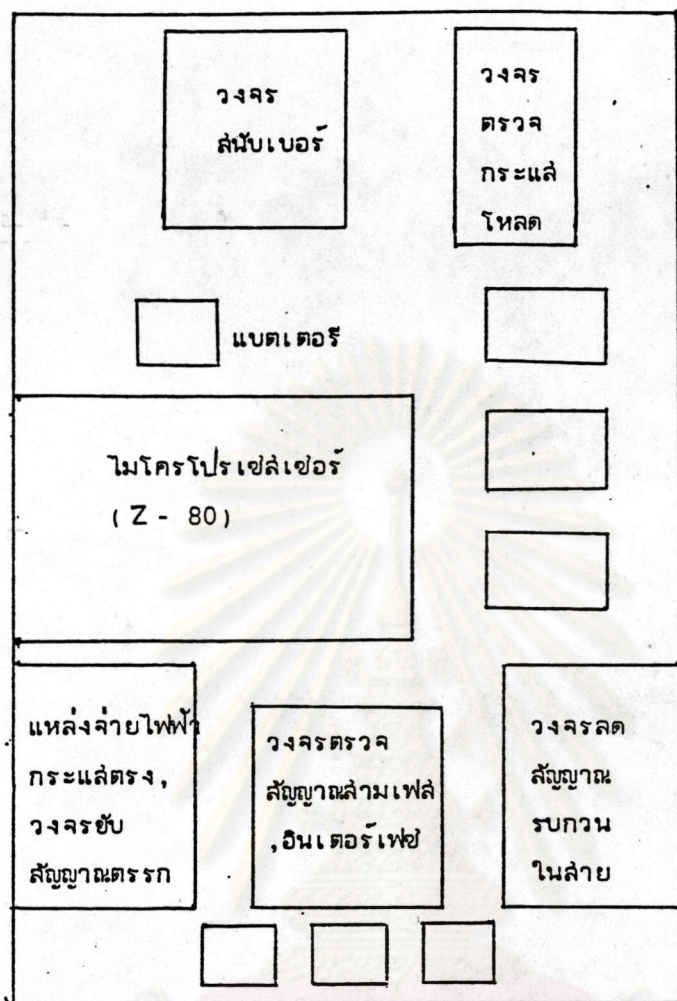 วงจร
สนับเบอร์
วงจร
ตรวจ
กระแส
โหลด
แบตเตอรี
ไมโครโปรเซสเซอร์
( Z - 80 )
แหล่งจ่ายไฟฟ้า
กระแสตรง,
วงจรขับ
สัญญาณตรรก
วงจรตรวจ
สัญญาณสามเฟส
,อินเตอร์เฟซ
วงจรลด
สัญญาณ
รบกวน
ในสาย